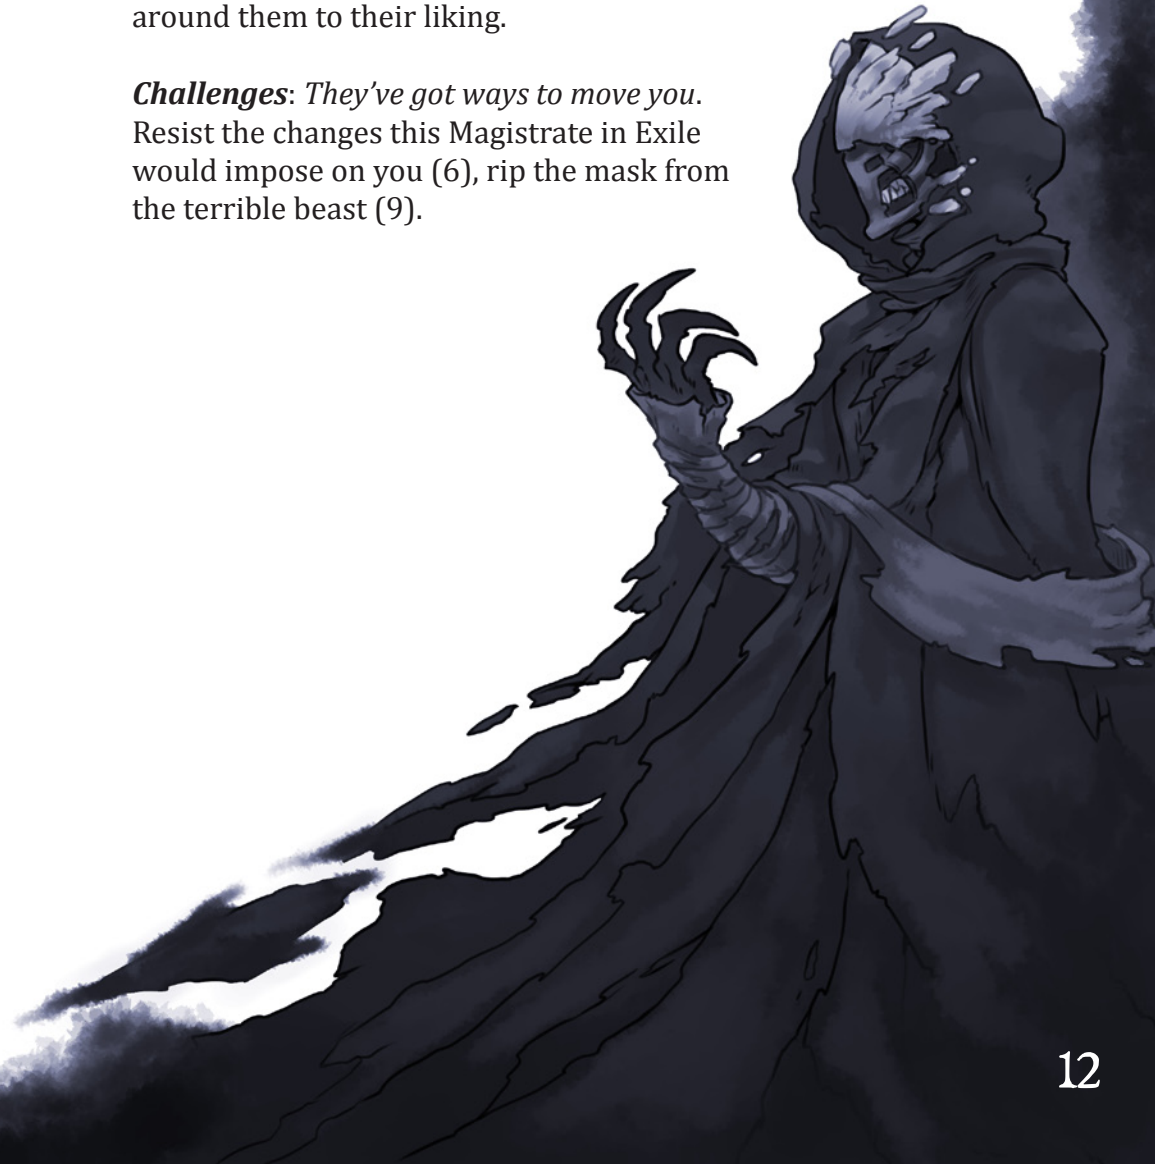 around them to their liking.
Challenges: They’ve got ways to move you.
Resist the changes this Magistrate in Exile
would impose on you (6), rip the mask from
the terrible beast (9).
12